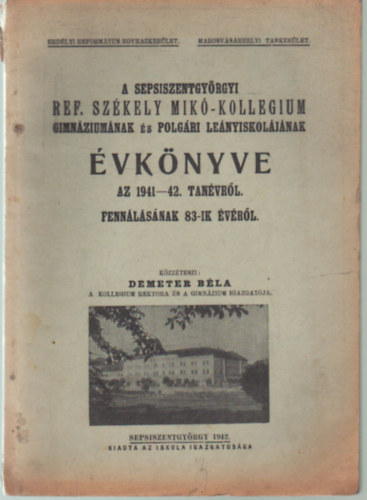 ERDÉLYI REFORMÁTUS EGYHÁZKERÜLET. MAROSVÁSÁRHELYI TANKERÜLET.
A SEPSISZENTGYÖRGYI
REF. SZÉKELY MIKÓ-KOLLEGIUM
GIMNÁZIUMÁNAK ÉS POLGÁRI LEÁNYISKOLÁJÁNAK
ÉVKÖNYVE
AZ 1941—42. TANÉVRŐL.
FENNÁLÁSÁNAK 83-IK ÉVÉRŐL.
KÖZZÉTESZI:
DEMETER BÉLA
A KOLLEGIUM REKTORA ÉS A GIMNÁZIUM IGAZGATÓJA.
SEPSISZENTGYÖRGY 1942.
KIADTA AZ ISKOLA IGAZGATÓSÁGA